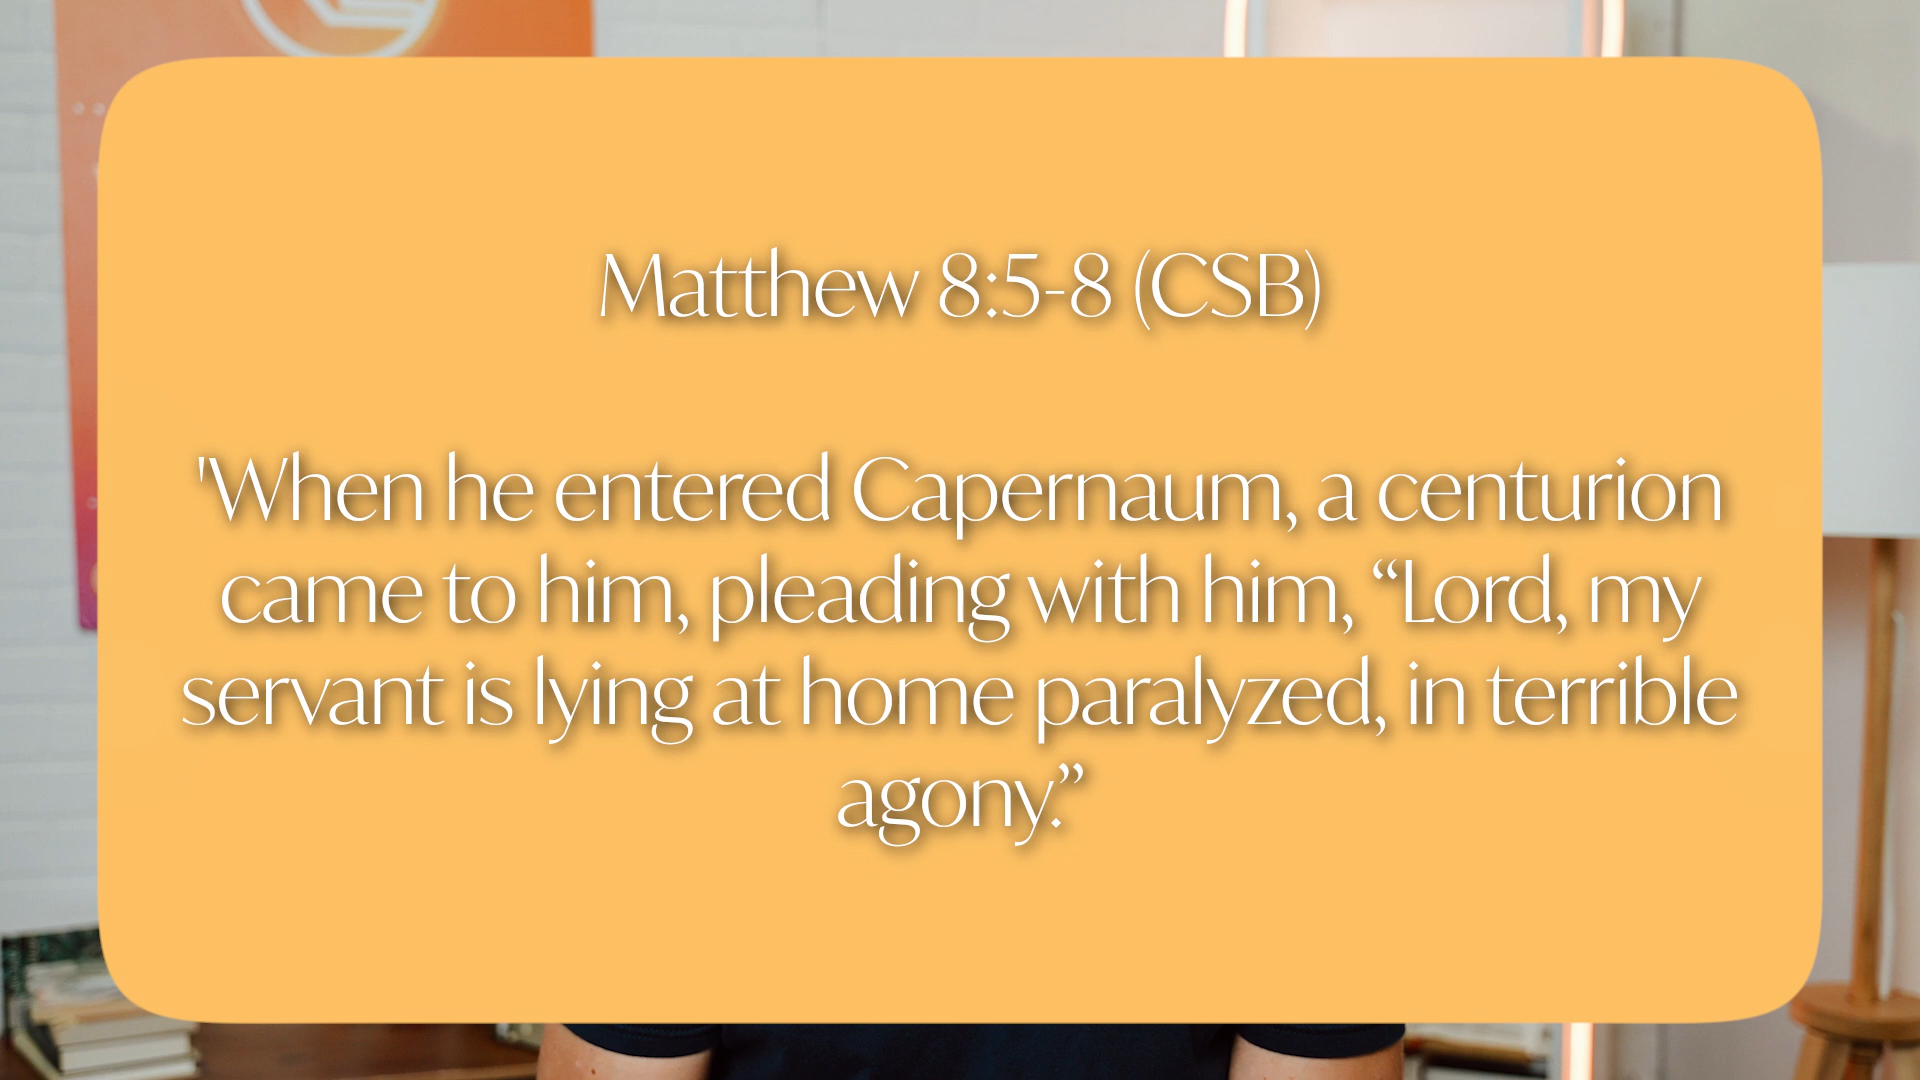 Matthew 8:5-8 (CSB)
'When he entered Capernaum, a centurion
came to him, pleading with him, “Lord, my
servant is lying at home paralyzed, in terrible
agony.”